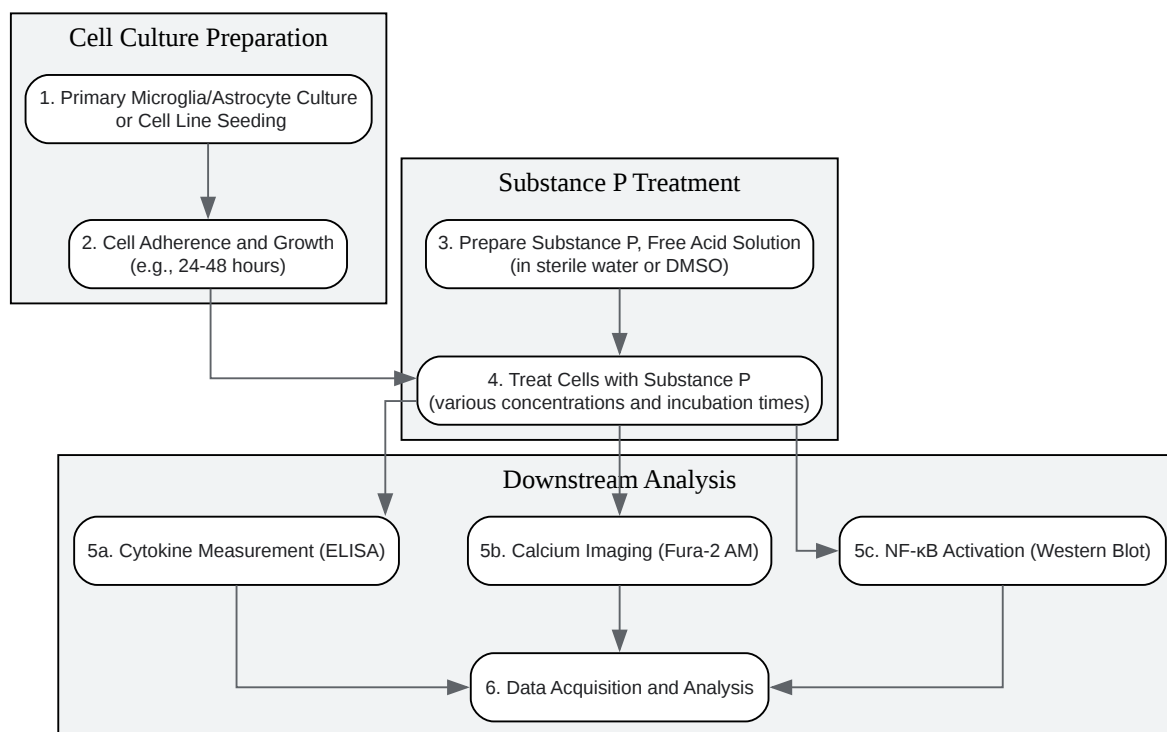 Cell Culture Preparation
1. Primary Microglia/Astrocyte Culture
or Cell Line Seeding
2. Cell Adherence and Growth
(e.g., 24-48 hours)
Substance P Treatment
3. Prepare Substance P, Free Acid Solution
(in sterile water or DMSO)
4. Treat Cells with Substance P
(various concentrations and incubation times)
Downstream Analysis
5a. Cytokine Measurement (ELISA)
5b. Calcium Imaging (Fura-2 AM)
5c. NF-κB Activation (Western Blot)
6. Data Acquisition and Analysis